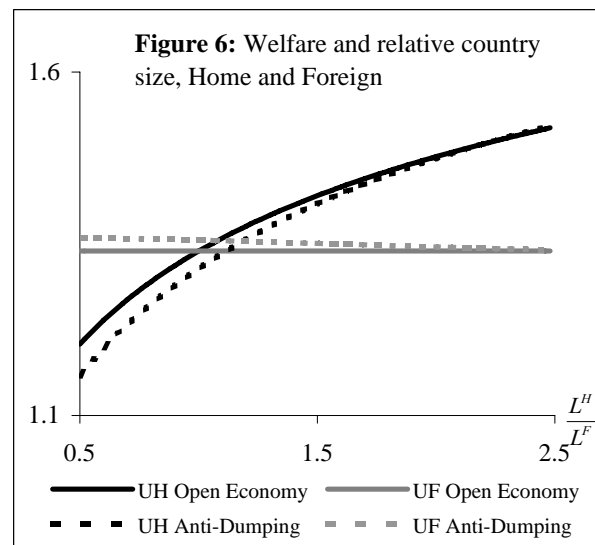 Figure 6: Welfare and relative country
size, Home and Foreign
1.6
1.1
0.5 1.5 2.5
L^H
L^F
UH Open Economy UF Open Economy
UH Anti-Dumping UF Anti-Dumping